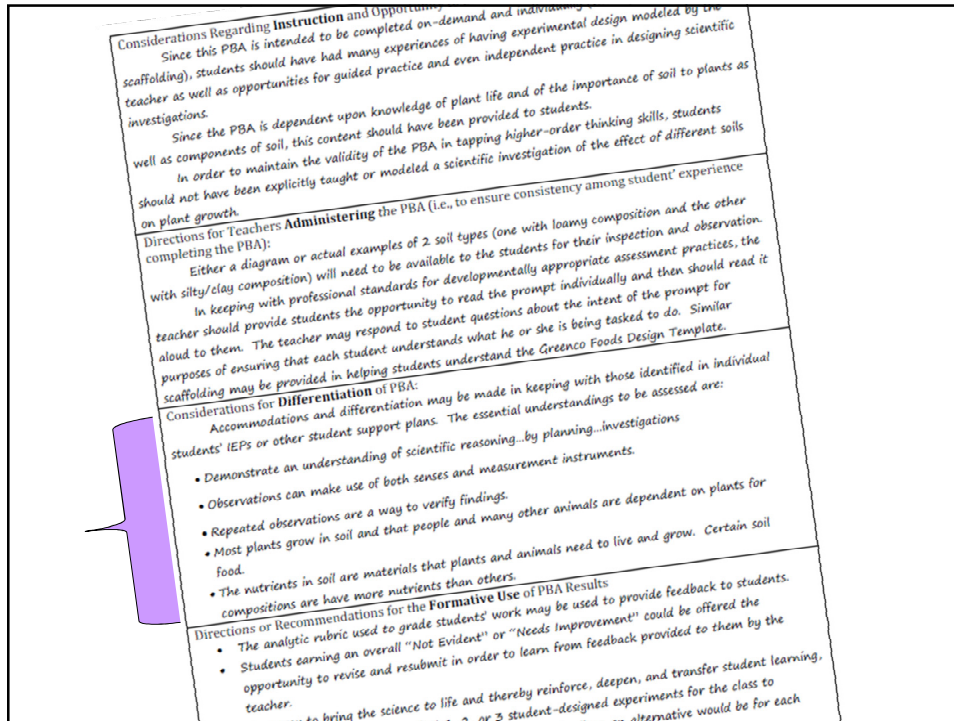 Considerations Regarding Instruction and Opportunity
Since this PBA is intended to be completed on-demand and individually
scaffolding), students should have had many experiences of having experimental design modeled by the
teacher as well as opportunities for guided practice and even independent practice in designing scientific
investigations.
Since the PBA is dependent upon knowledge of plant life and of the importance of soil to plants as
well as components of soil, this content should have been provided to students.
In order to maintain the validity of the PBA in tapping higher-order thinking skills, students
should not have been explicitly taught or modeled a scientific investigation of the effect of different soils
on plant growth.
Directions for Teachers Administering the PBA (i.e., to ensure consistency among student' experience
completing the PBA):
Either a diagram or actual examples of 2 soil types (one with loamy composition and the other
with silty/clay composition) will need to be available to the students for their inspection and observation.
In keeping with professional standards for developmentally appropriate assessment practices, the
teacher should provide students the opportunity to read the prompt individually and then should read it
aloud to them. The teacher may respond to student questions about the intent of the prompt for
purposes of ensuring that each student understands what he or she is being tasked to do. Similar
scaffolding may be provided in helping students understand the Greenco Foods Design Template.
Considerations for Differentiation of PBA:
Accommodations and differentiation may be made in keeping with those identified in individual
students' IEPs or other student support plans. The essential understandings to be assessed are:
• Demonstrate an understanding of scientific reasoning...by planning...investigations
• Observations can make use of both senses and measurement instruments.
• Repeated observations are a way to verify findings.
• Most plants grow in soil and that people and many other animals are dependent on plants for
food.
• The nutrients in soil are materials that plants and animals need to live and grow. Certain soil
compositions are have more nutrients than others.
Directions or Recommendations for the Formative Use of PBA Results
• The analytic rubric used to grade students' work may be used to provide feedback to students.
• Students earning an overall "Not Evident" or "Needs Improvement" could be offered the
opportunity to revise and resubmit in order to learn from feedback provided to them by the
teacher.
to bring the science to life and thereby reinforce, deepen, and transfer student learning,
2, or 3 student-designed experiments for the class to
alternative would be for each